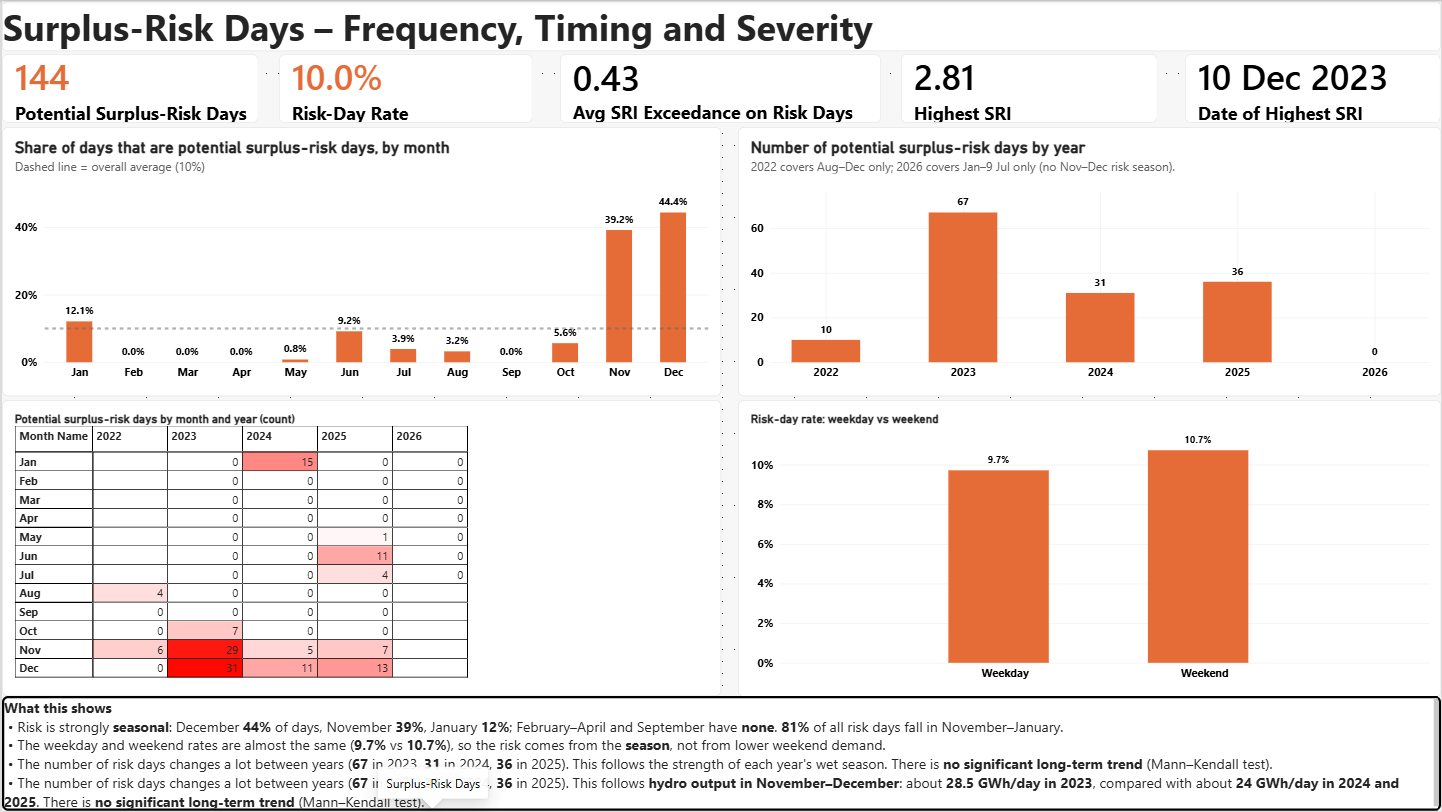 Surplus-Risk Days – Frequency, Timing and Severity
144
Potential Surplus-Risk Days
10.0%
Risk-Day Rate
0.43
Avg SRI Exceedance on Risk Days
2.81
Highest SRI
10 Dec 2023
Date of Highest SRI
Share of days that are potential surplus-risk days, by month
Dashed line = overall average (10%)
40%
20%
0%
12.1%
0.0%
0.0%
0.0%
0.8%
9.2%
3.9%
3.2%
0.0%
5.6%
39.2%
44.4%
Jan Feb Mar Apr May Jun Jul Aug Sep Oct Nov Dec
Number of potential surplus-risk days by year
2022 covers Aug–Dec only; 2026 covers Jan–9 Jul only (no Nov–Dec risk season).
60
40
20
0
10
67
31
36
0
2022 2023 2024 2025 2026
Potential surplus-risk days by month and year (count)
Month Name 2022 2023 2024 2025 2026
Jan 0 15 0 0
Feb 0 0 0 0
Mar 0 0 0 0
Apr 0 0 0 0
May 0 0 1 0
Jun 0 0 11 0
Jul 0 0 4 0
Aug 4 0 0 0
Sep 0 0 0 0
Oct 0 7 0 0
Nov 6 29 5 7
Dec 0 31 11 13
Risk-day rate: weekday vs weekend
10%
8%
6%
4%
2%
0%
9.7%
10.7%
Weekday Weekend
What this shows
• Risk is strongly seasonal: December 44% of days, November 39%, January 12%; February–April and September have none. 81% of all risk days fall in November–January.
• The weekday and weekend rates are almost the same (9.7% vs 10.7%), so the risk comes from the season, not from lower weekend demand.
• The number of risk days changes a lot between years (67 in 2023, 31 in 2024, 36 in 2025). This follows the strength of each year's wet season. There is no significant long-term trend (Mann–Kendall test).
• The number of risk days changes a lot between years (67 36 in 2025). This follows hydro output in November–December: about 28.5 GWh/day in 2023, compared with about 24 GWh/day in 2024 and
2025. There is no significant long-term trend (Mann–Kendall test).
Surplus-Risk Days